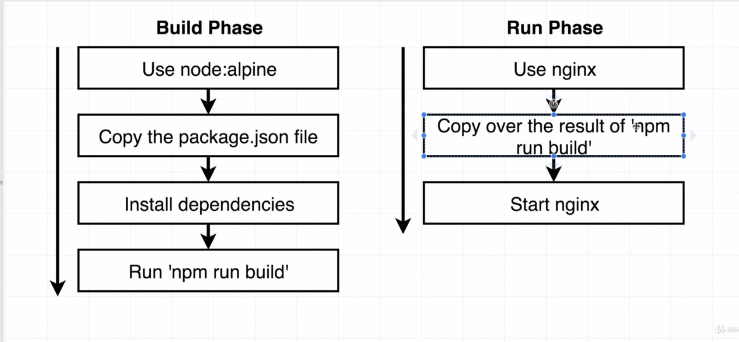 Build Phase
Use node:alpine
Copy the package.json file
Install dependencies
Run 'npm run build'
Run Phase
Use nginx
Copy over the result of 'npm
run build'
Start nginx